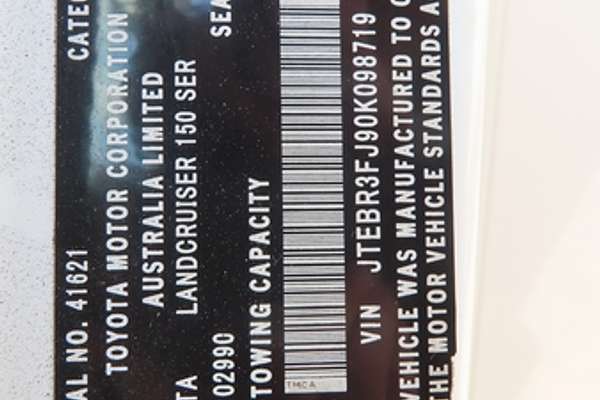 AL NO. 41621 CATE
TOYOTA MOTOR CORPORATION
AUSTRALIA LIMITED
TA LANDCRUISER 150 SER
02990 SEA
TOWING CAPACITY
TMCA
VIN JTEBR3FJ90K098719
VEHICLE WAS MANUFACTURED TO
THE MOTOR VEHICLE STANDARDS A